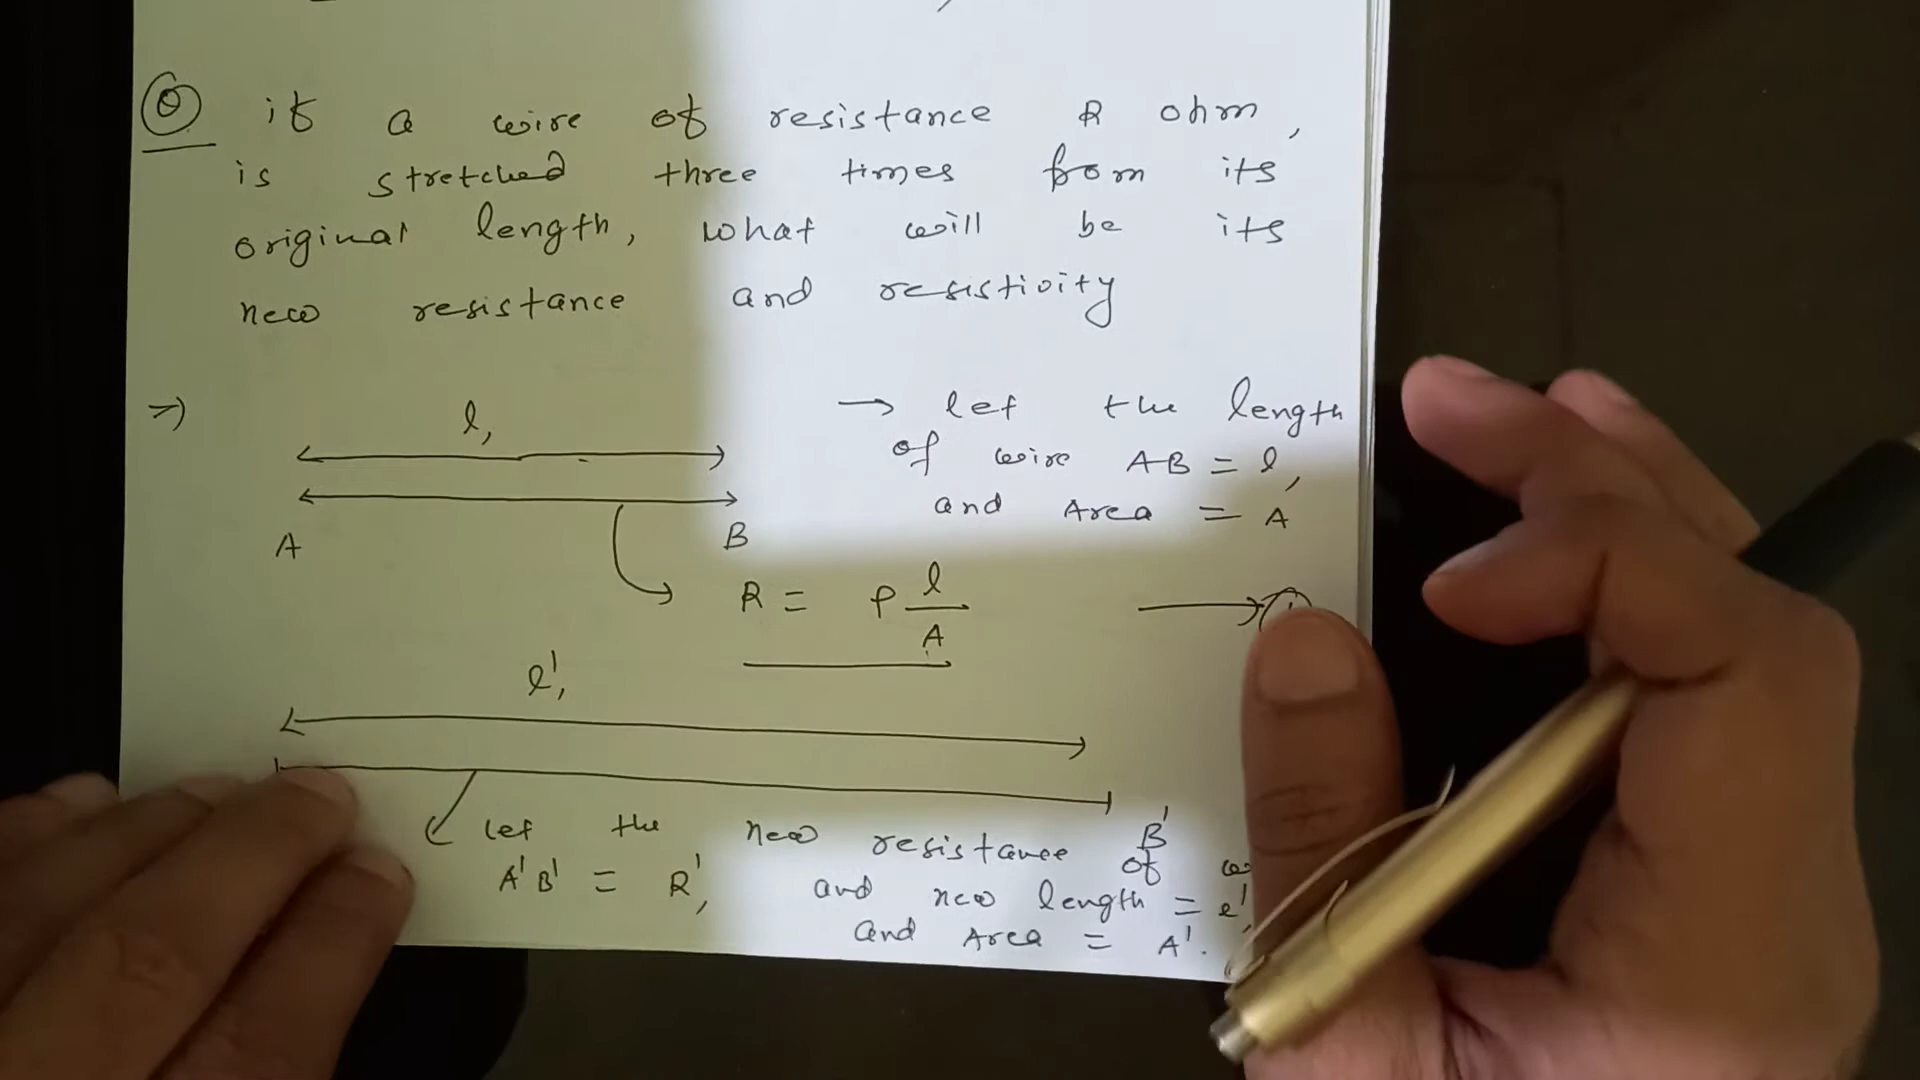 Q if a wire of resistance R ohm,
is stretched three times from its
original length, what will be its
new resistance and resistivity
=) l, → let the length
of wire AB = l,
and Area = A
A B
R = ρ l/A →
l',
let the new resistance of
B'
A'B' = R', and new length = l',
and Area = A'.